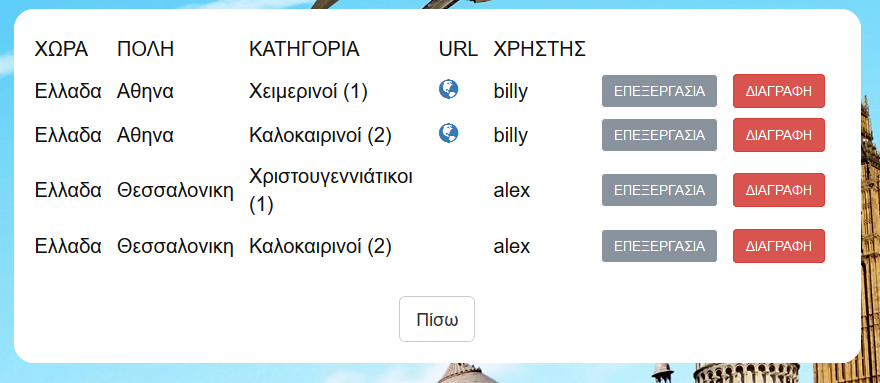 ΧΩΡΑ ΠΟΛΗ ΚΑΤΗΓΟΡΙΑ URL ΧΡΗΣΤΗΣ
Ελλαδα Αθηνα Χειμερινοί (1) billy ΕΠΕΞΕΡΓΑΣΙΑ ΔΙΑΓΡΑΦΗ
Ελλαδα Αθηνα Καλοκαιρινοί (2) billy ΕΠΕΞΕΡΓΑΣΙΑ ΔΙΑΓΡΑΦΗ
Ελλαδα Θεσσαλονικη Χριστουγεννιάτικοι
(1) alex ΕΠΕΞΕΡΓΑΣΙΑ ΔΙΑΓΡΑΦΗ
Ελλαδα Θεσσαλονικη Καλοκαιρινοί (2) alex ΕΠΕΞΕΡΓΑΣΙΑ ΔΙΑΓΡΑΦΗ
Πίσω